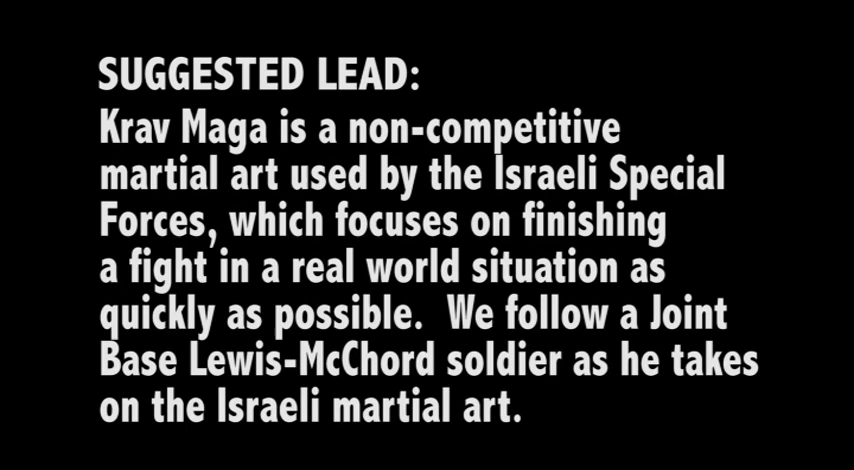 SUGGESTED LEAD:
Krav Maga is a non-competitive
martial art used by the Israeli Special
Forces, which focuses on finishing
a fight in a real world situation as
quickly as possible.  We follow a Joint
Base Lewis-McChord soldier as he takes
on the Israeli martial art.